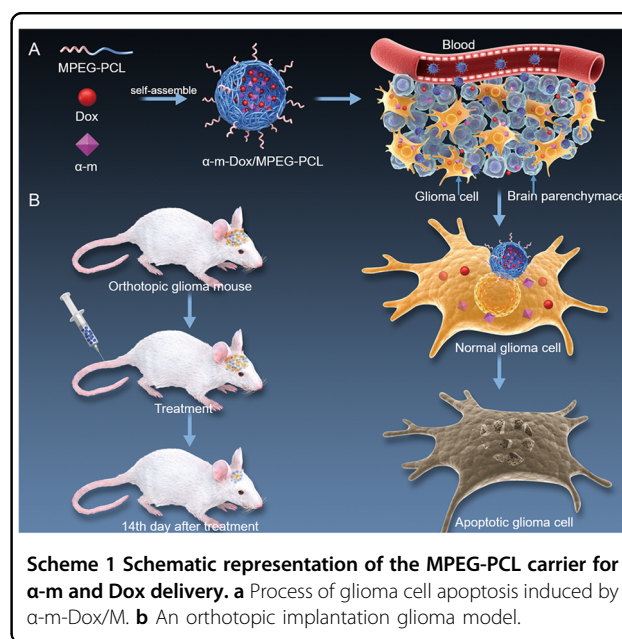 A
MPEG-PCL
Dox
α-m
self-assemble
α-m-Dox/MPEG-PCL
Blood
Glioma cell
Brain parenchymace
Normal glioma cell
Apoptotic glioma cell
B
Orthotopic glioma mouse
Treatment
14th day after treatment
Scheme 1 Schematic representation of the MPEG-PCL carrier for
α-m and Dox delivery. a Process of glioma cell apoptosis induced by
α-m-Dox/M. b An orthotopic implantation glioma model.